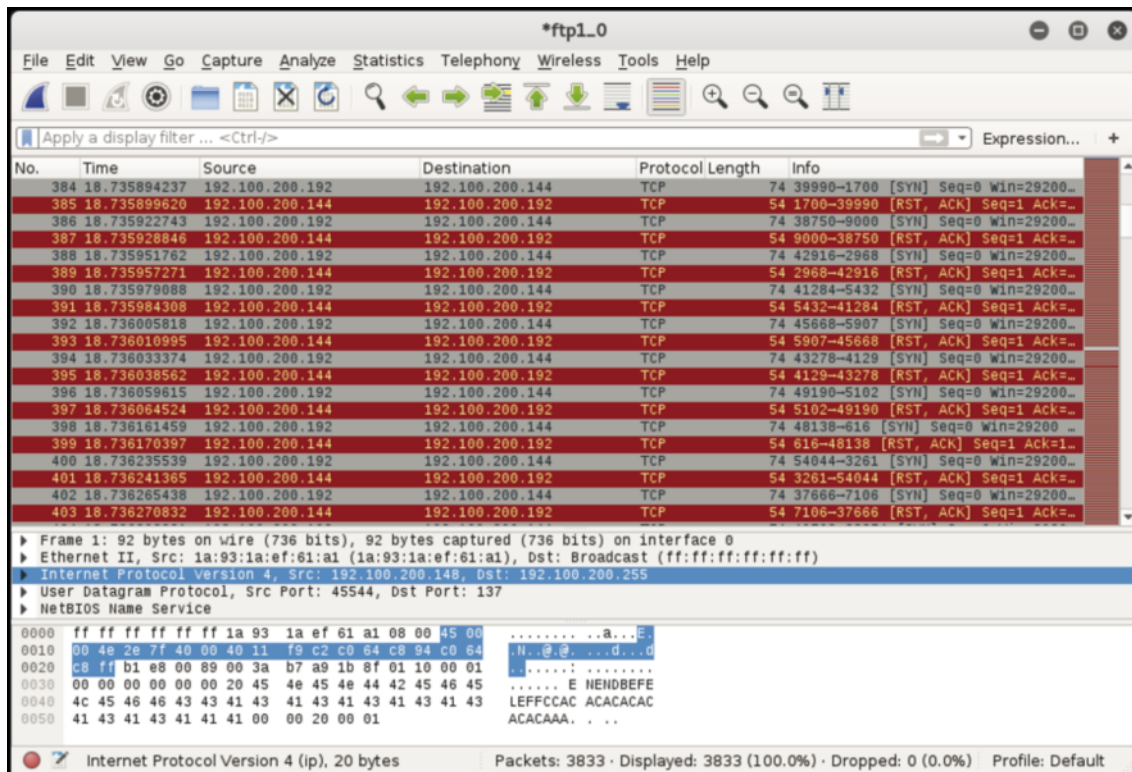 *ftp1_0
File Edit View Go Capture Analyze Statistics Telephony Wireless Tools Help
Apply a display filter ... <Ctrl-/> Expression... +
No. Time Source Destination Protocol Length Info
384 18.735894237 192.100.200.192 192.100.200.144 TCP 74 39990→1700 [SYN] Seq=0 Win=29200…
385 18.735899620 192.100.200.144 192.100.200.192 TCP 54 1700→39990 [RST, ACK] Seq=1 Ack=…
386 18.735922743 192.100.200.192 192.100.200.144 TCP 74 38750→9000 [SYN] Seq=0 Win=29200…
387 18.735928846 192.100.200.144 192.100.200.192 TCP 54 9000→38750 [RST, ACK] Seq=1 Ack=…
388 18.735951762 192.100.200.192 192.100.200.144 TCP 74 42916→2968 [SYN] Seq=0 Win=29200…
389 18.735957271 192.100.200.144 192.100.200.192 TCP 54 2968→42916 [RST, ACK] Seq=1 Ack=…
390 18.735979088 192.100.200.192 192.100.200.144 TCP 74 41284→5432 [SYN] Seq=0 Win=29200…
391 18.735984308 192.100.200.144 192.100.200.192 TCP 54 5432→41284 [RST, ACK] Seq=1 Ack=…
392 18.736005818 192.100.200.192 192.100.200.144 TCP 74 45668→5907 [SYN] Seq=0 Win=29200…
393 18.736010995 192.100.200.144 192.100.200.192 TCP 54 5907→45668 [RST, ACK] Seq=1 Ack=…
394 18.736033374 192.100.200.192 192.100.200.144 TCP 74 43278→4129 [SYN] Seq=0 Win=29200…
395 18.736038562 192.100.200.144 192.100.200.192 TCP 54 4129→43278 [RST, ACK] Seq=1 Ack=…
396 18.736059615 192.100.200.192 192.100.200.144 TCP 74 49190→5102 [SYN] Seq=0 Win=29200…
397 18.736064524 192.100.200.144 192.100.200.192 TCP 54 5102→49190 [RST, ACK] Seq=1 Ack=…
398 18.736161459 192.100.200.192 192.100.200.144 TCP 74 48138→616 [SYN] Seq=0 Win=29200 …
399 18.736170397 192.100.200.144 192.100.200.192 TCP 54 616→48138 [RST, ACK] Seq=1 Ack=1…
400 18.736235539 192.100.200.192 192.100.200.144 TCP 74 54044→3261 [SYN] Seq=0 Win=29200…
401 18.736241365 192.100.200.144 192.100.200.192 TCP 54 3261→54044 [RST, ACK] Seq=1 Ack=…
402 18.736265438 192.100.200.192 192.100.200.144 TCP 74 37666→7106 [SYN] Seq=0 Win=29200…
403 18.736270832 192.100.200.144 192.100.200.192 TCP 54 7106→37666 [RST, ACK] Seq=1 Ack=…
Frame 1: 92 bytes on wire (736 bits), 92 bytes captured (736 bits) on interface 0
Ethernet II, Src: 1a:93:1a:ef:61:a1 (1a:93:1a:ef:61:a1), Dst: Broadcast (ff:ff:ff:ff:ff:ff)
Internet Protocol Version 4, Src: 192.100.200.148, Dst: 192.100.200.255
User Datagram Protocol, Src Port: 45544, Dst Port: 137
NetBIOS Name Service
0000 ff ff ff ff ff ff 1a 93 1a ef 61 a1 08 00 45 00 ........ ..a...E.
0010 00 4e 2e 7f 40 00 40 11 f9 c2 c0 64 c8 94 c0 64 .N..@.@. ...d...d
0020 c8 ff b1 e8 00 89 00 3a b7 a9 1b 8f 01 10 00 01 .......: ........
0030 00 00 00 00 00 00 20 45 4e 45 4e 44 42 45 46 45 ...... E NENDBEFE
0040 4c 45 46 46 43 43 41 43 41 43 41 43 41 43 41 43 LEFFCCAC ACACACAC
0050 41 43 41 43 41 41 41 00 00 20 00 01 ACACAAA. . ..
Internet Protocol Version 4 (ip), 20 bytes Packets: 3833 · Displayed: 3833 (100.0%) · Dropped: 0 (0.0%) Profile: Default